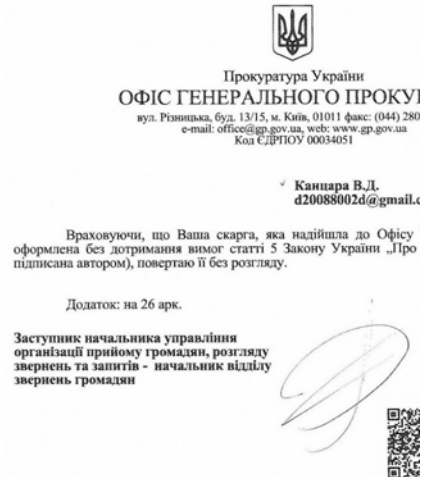 Прокуратура України
ОФІС ГЕНЕРАЛЬНОГО
вул. Різницька, буд. 13/15, м. Київ, 01011 факс: (044) 280
e-mail: office@gp.gov.ua, web: www.gp.gov.ua
Код ЄДРПОУ 00034051
Канцара В.Д.
d20088002d@gmail.c
Враховуючи, що Ваша скарга, яка надійшла до Офісу
оформлена без дотримання вимог статті 5 Закону України „Про
підписана автором), повертаю її без розгляду.
Додаток: на 26 арк.
Заступник начальника управління
організації прийому громадян, розгляду
звернень та запитів - начальник відділу
звернень громадян